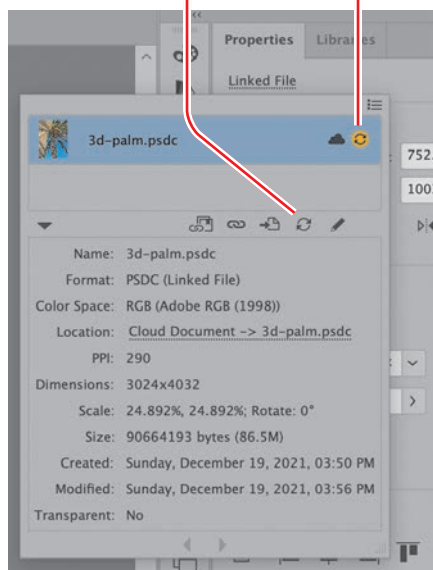 Properties Libraries
Linked File
3d-palm.psdc
752.
100
Name: 3d-palm.psdc
Format: PSDC (Linked File)
Color Space: RGB (Adobe RGB (1998))
Location: Cloud Document -> 3d-palm.psdc
PPI: 290
Dimensions: 3024x4032
Scale: 24.892%, 24.892%; Rotate: 0°
Size: 90664193 bytes (86.5M)
Created: Sunday, December 19, 2021, 03:50 PM
Modified: Sunday, December 19, 2021, 03:56 PM
Transparent: No